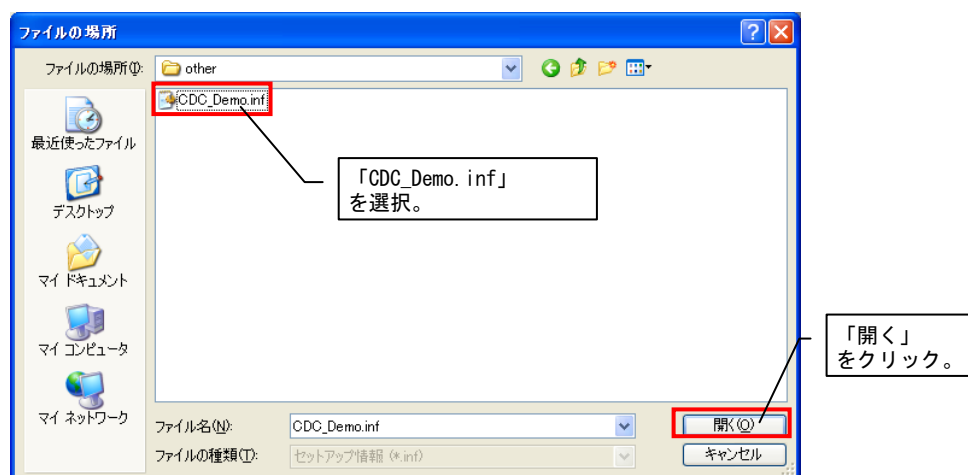 ファイルの場所
ファイルの場所(I):
other
CDC_Demo.inf
最近使ったファイル
デスクトップ
マイ ドキュメント
マイ コンピュータ
マイ ネットワーク
「CDC_Demo.inf」
を選択。
「開く」
をクリック。
ファイル名(N):
CDC_Demo.inf
開く(O)
ファイルの種類(T):
セットアップ情報 (*.inf)
キャンセル